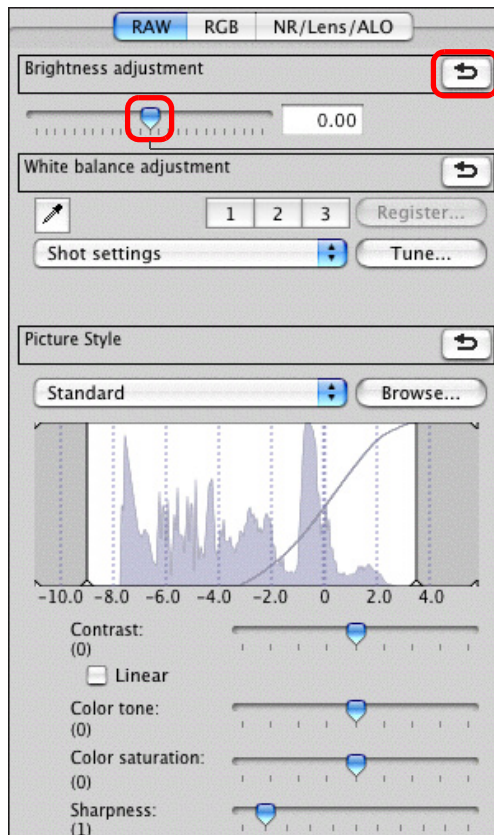 RAW RGB NR/Lens/ALO
Brightness adjustment
0.00
White balance adjustment
1 2 3 Register...
Shot settings Tune...
Picture Style
Standard Browse...
-10.0 -8.0 -6.0 -4.0 -2.0 0 2.0 4.0
Contrast:
(0)
Linear
Color tone:
(0)
Color saturation:
(0)
Sharpness:
(1)